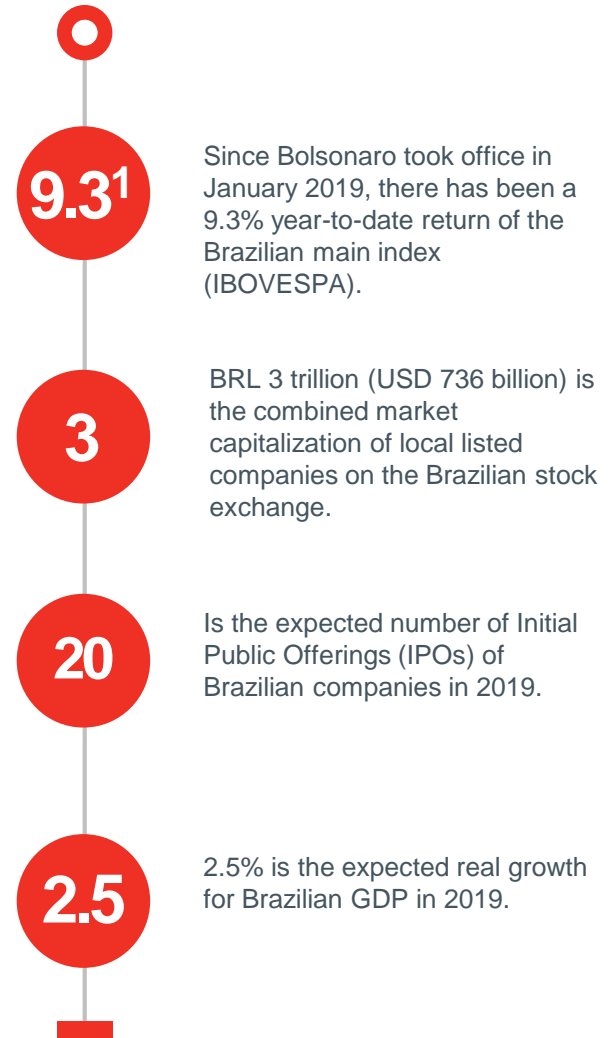 9.3¹
Since Bolsonaro took office in
January 2019, there has been a
9.3% year-to-date return of the
Brazilian main index
(IBOVESPA).
3
BRL 3 trillion (USD 736 billion) is
the combined market
capitalization of local listed
companies on the Brazilian stock
exchange.
20
Is the expected number of Initial
Public Offerings (IPOs) of
Brazilian companies in 2019.
2.5
2.5% is the expected real growth
for Brazilian GDP in 2019.